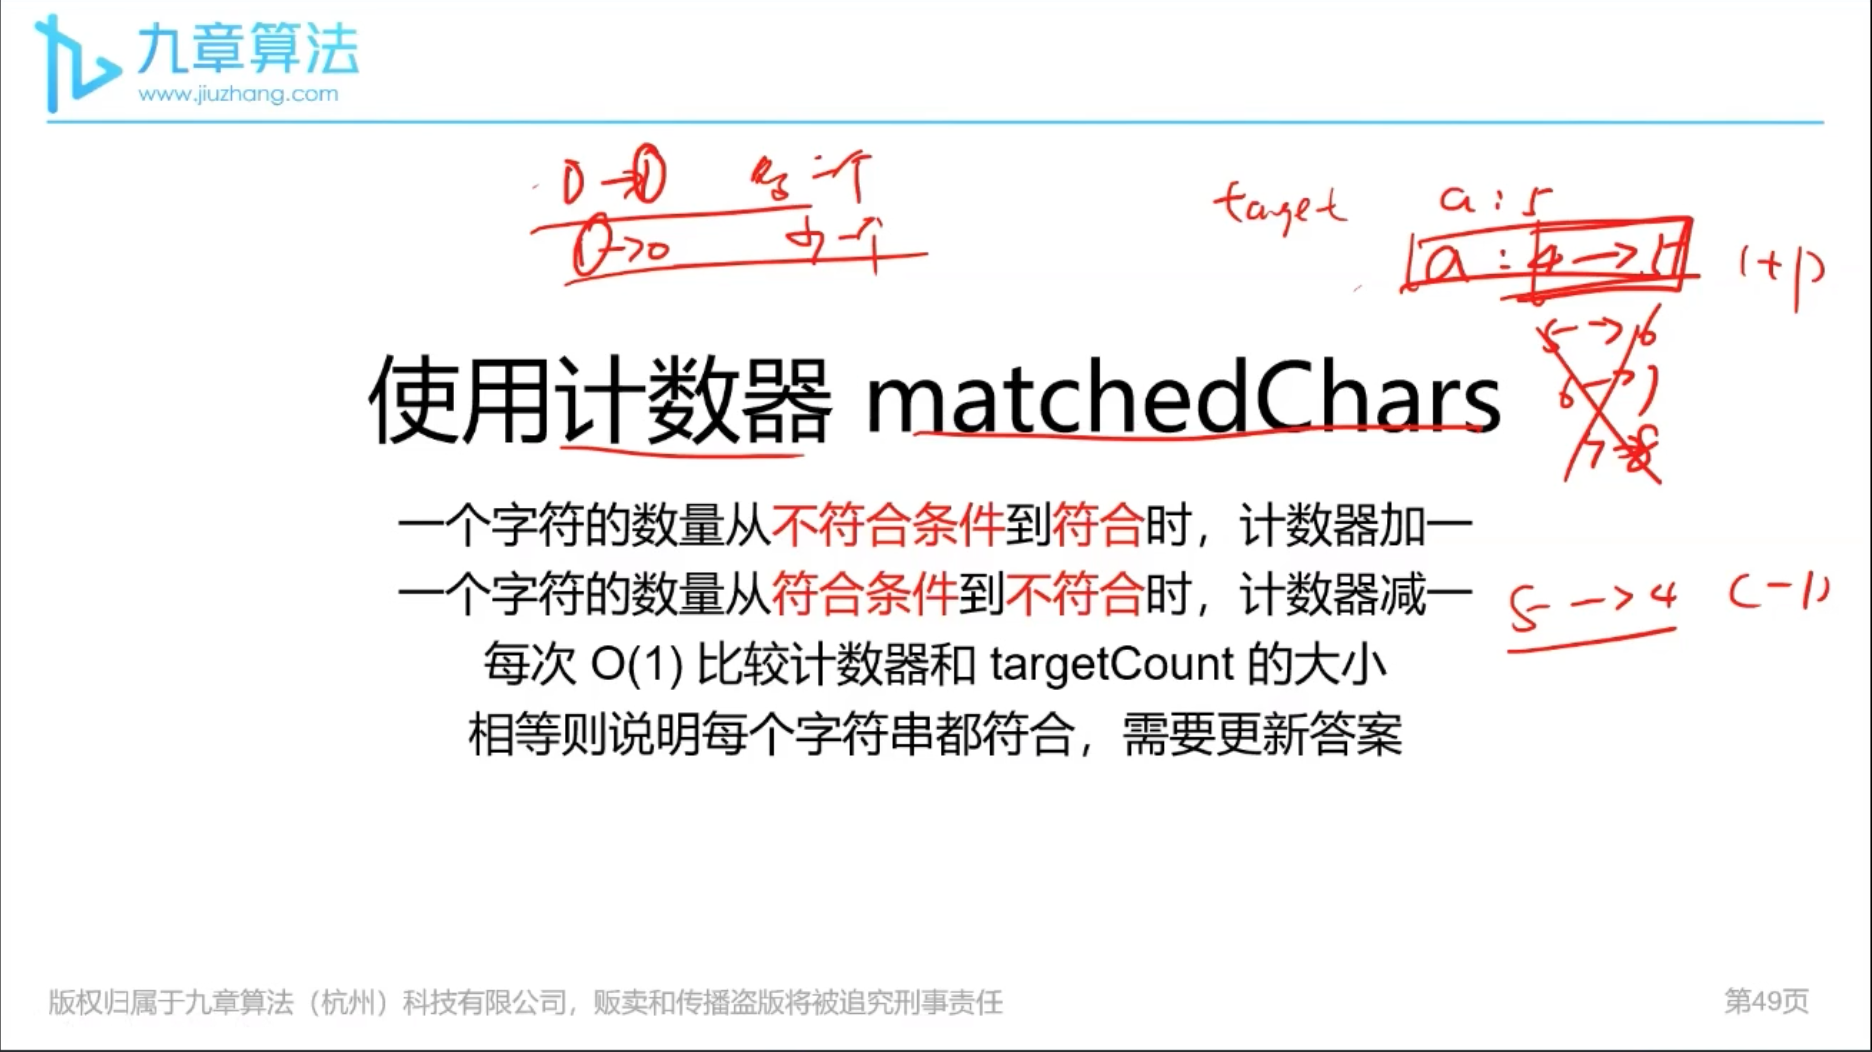 九章算法
www.jiuzhang.com
0→1 多一个
1→0 少一个
target a:5
a:4→5 (+1)
5→6
6→7
7→8
使用计数器 matchedChars
一个字符的数量从不符合条件到符合时，计数器加一
一个字符的数量从符合条件到不符合时，计数器减一
5→4 (-1)
每次 O(1) 比较计数器和 targetCount 的大小
相等则说明每个字符串都符合，需要更新答案
版权归属于九章算法（杭州）科技有限公司，贩卖和传播盗版将被追究刑事责任
第49页